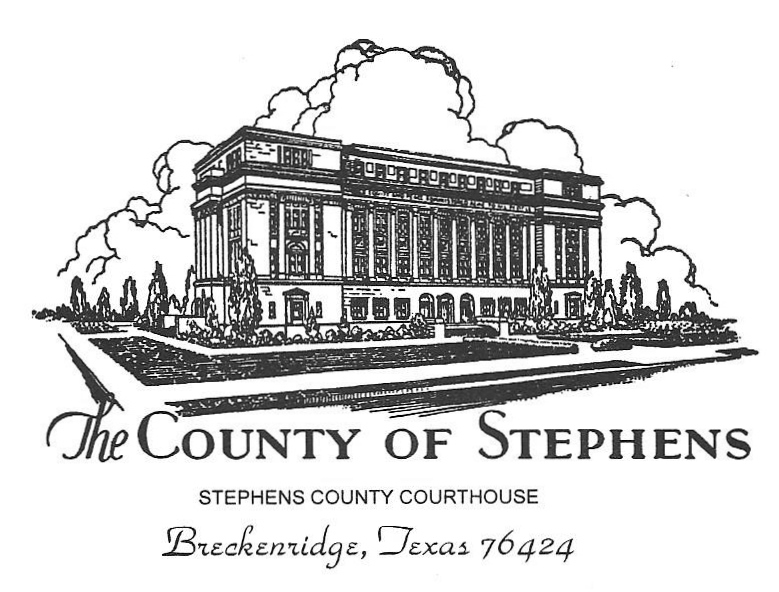 The COUNTY OF STEPHENS
STEPHENS COUNTY COURTHOUSE
Breckenridge, Texas 76424